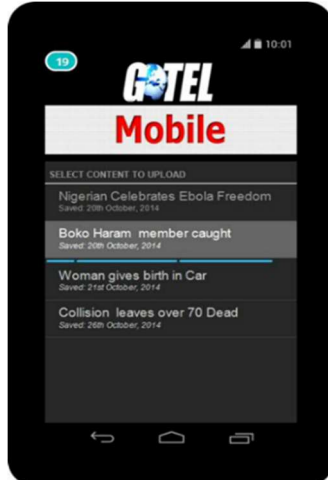 10:01
19
GOTEL
Mobile
SELECT CONTENT TO UPLOAD
Nigerian Celebrates Ebola Freedom
Saved: 20th October, 2014
Boko Haram member caught
Saved: 20th October, 2014
Woman gives birth in Car
Saved: 21st October, 2014
Collision leaves over 70 Dead
Saved: 26th October, 2014